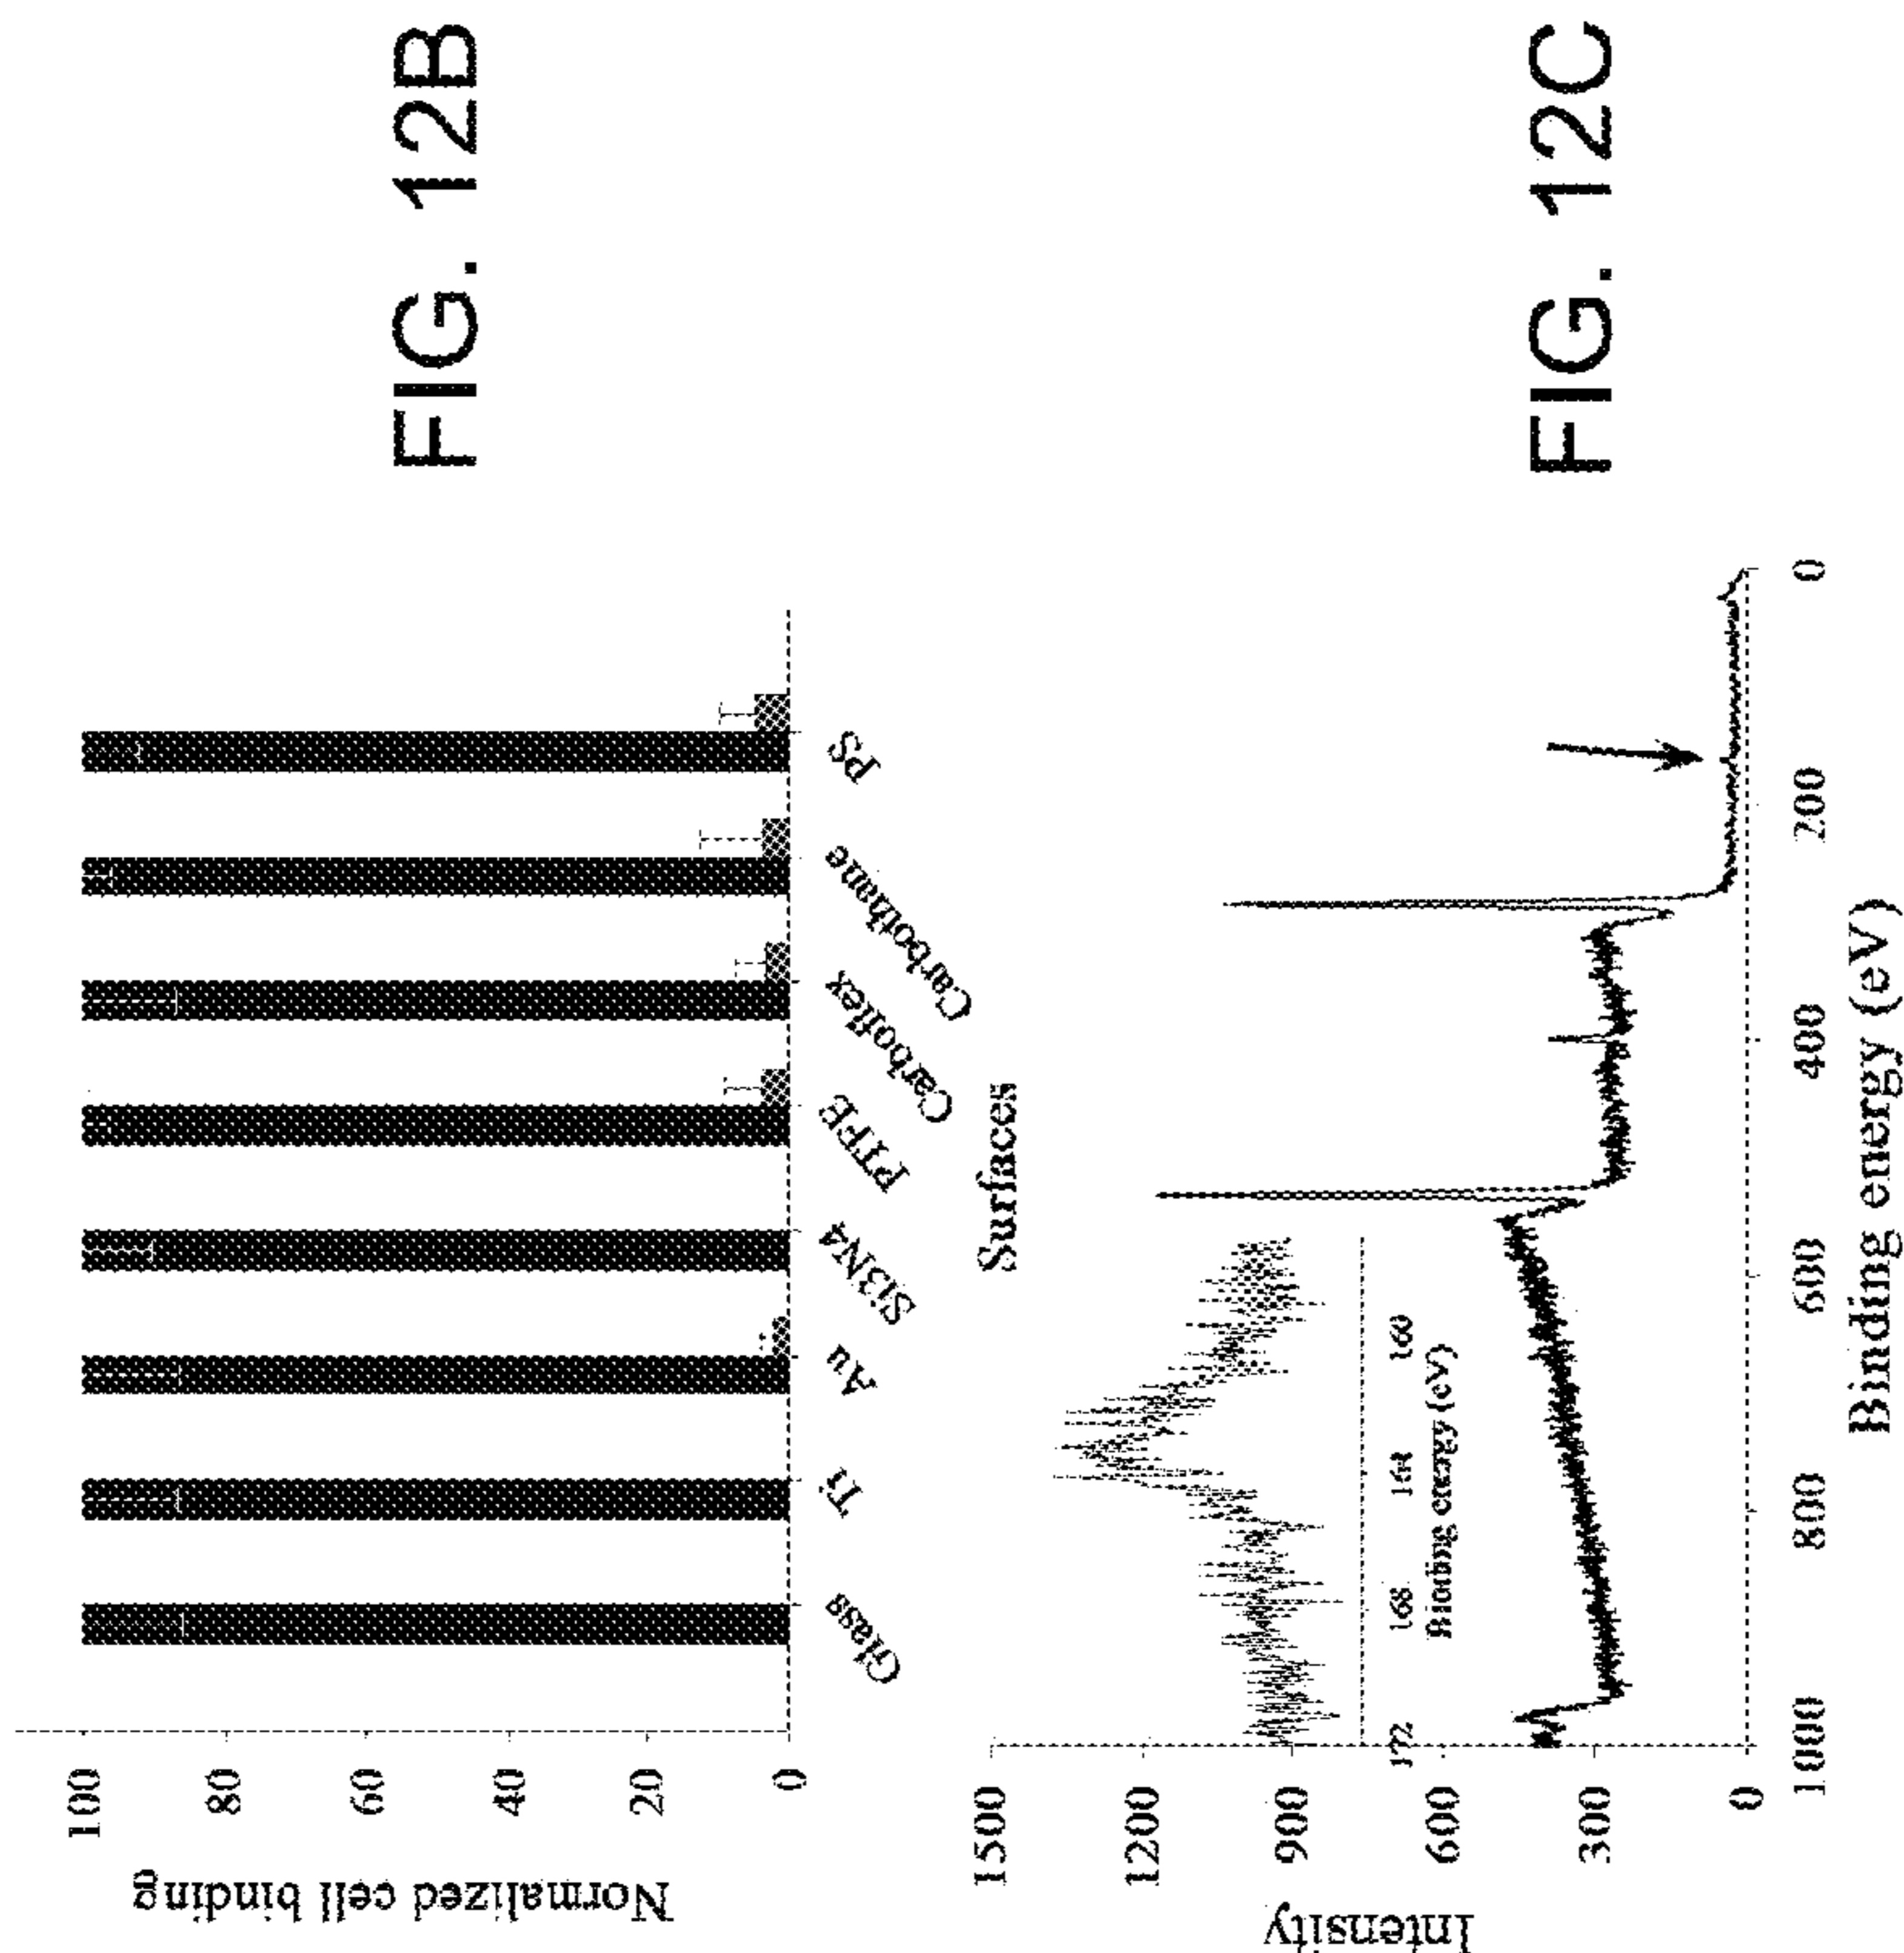 FIG. 12B
Normalized cell binding
100
80
60
40
20
0
Glass
Ti
Au
Si3N4
PTFE
Carboflex
Carbothane
PS
Surfaces
FIG. 12C
Intensity
1500
1200
900
600
300
0
172
168
164
160
Binding energy (eV)
1000
800
600
400
200
0
Binding energy (eV)